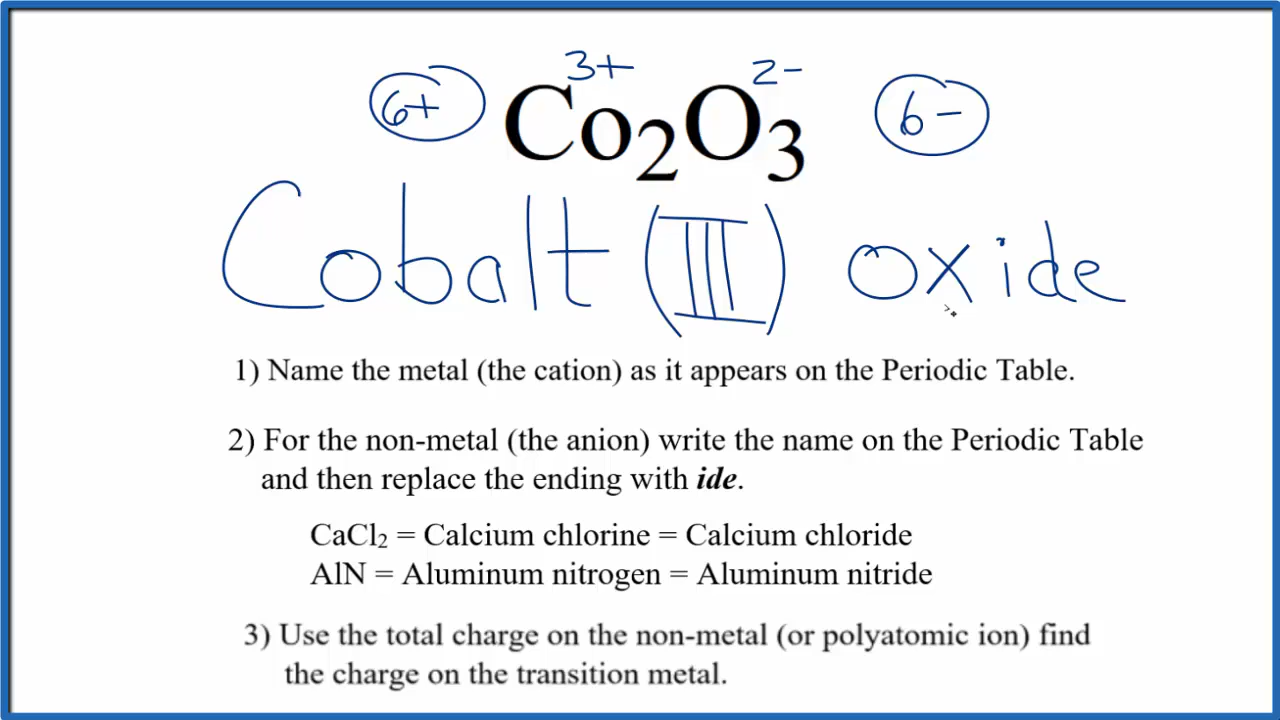 3+ 2-
6+ Co₂O₃ 6-
Cobalt (III) oxide
1) Name the metal (the cation) as it appears on the Periodic Table.
2) For the non-metal (the anion) write the name on the Periodic Table
and then replace the ending with ide.
CaCl₂ = Calcium chlorine = Calcium chloride
AlN = Aluminum nitrogen = Aluminum nitride
3) Use the total charge on the non-metal (or polyatomic ion) find
the charge on the transition metal.